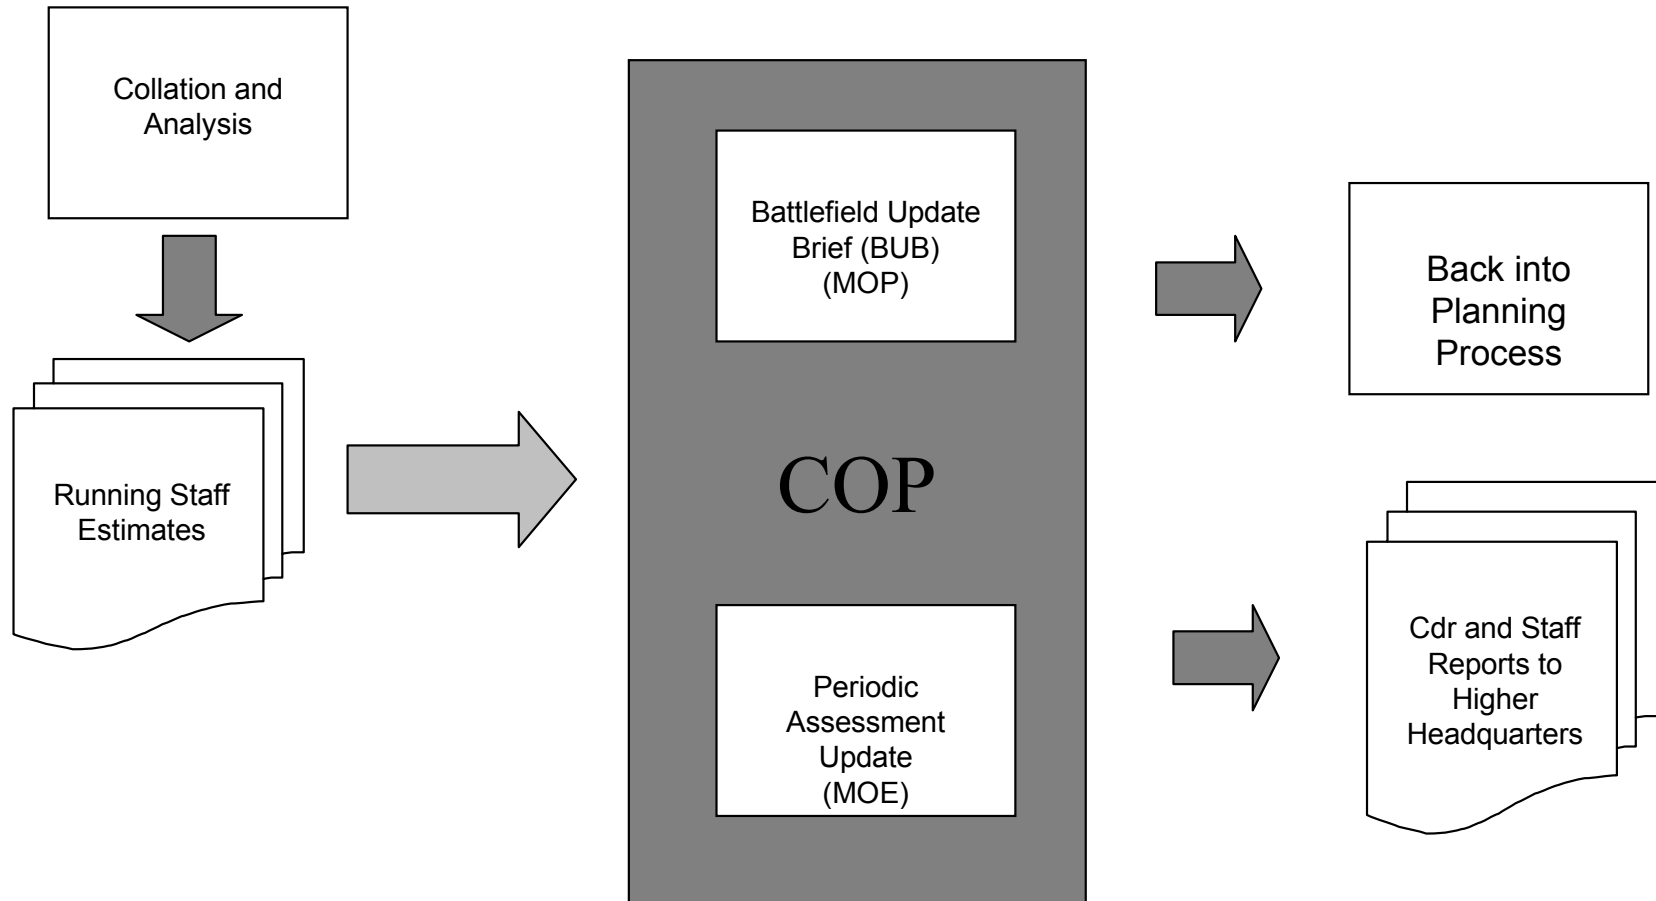 Collation and
Analysis
Running Staff
Estimates
Battlefield Update
Brief (BUB)
(MOP)
COP
Periodic
Assessment
Update
(MOE)
Back into
Planning
Process
Cdr and Staff
Reports to
Higher
Headquarters